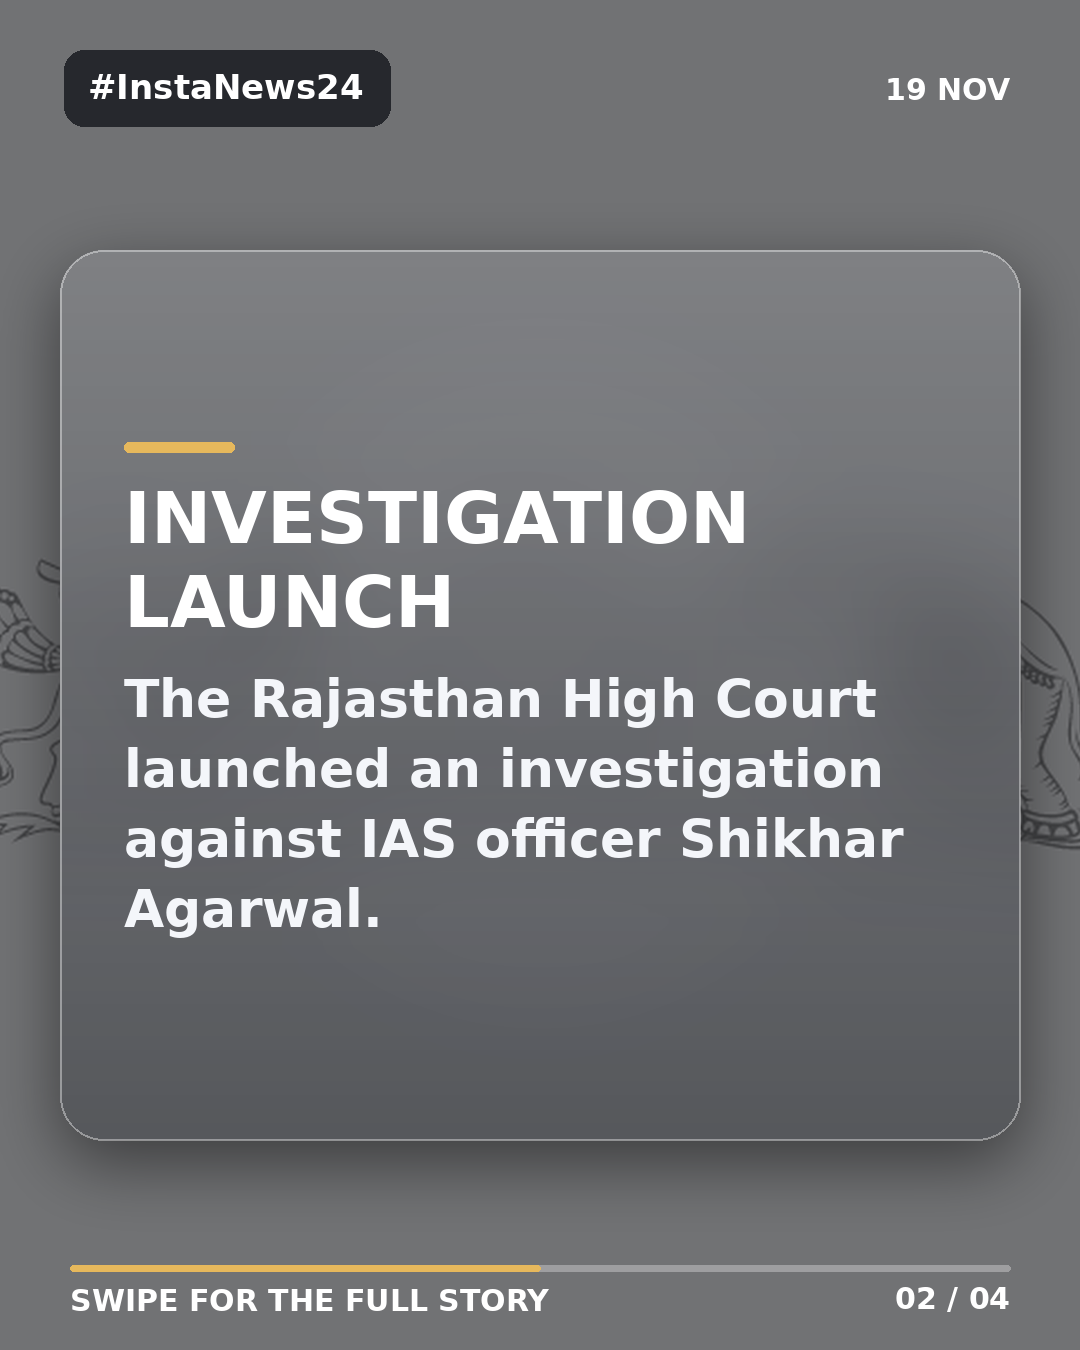 #InstaNews24
19 NOV
INVESTIGATION
LAUNCH
The Rajasthan High Court
launched an investigation
against IAS officer Shikhar
Agarwal.
SWIPE FOR THE FULL STORY
02 / 04